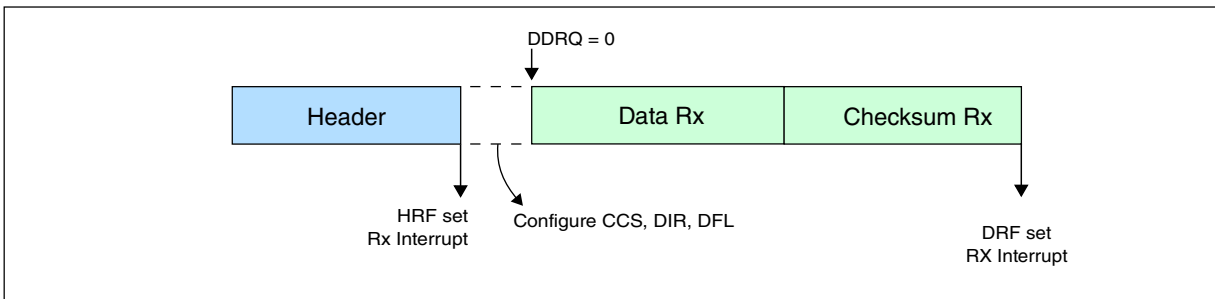 DDRQ = 0
Header
Data Rx
Checksum Rx
HRF set
Rx Interrupt
Configure CCS, DIR, DFL
DRF set
RX Interrupt